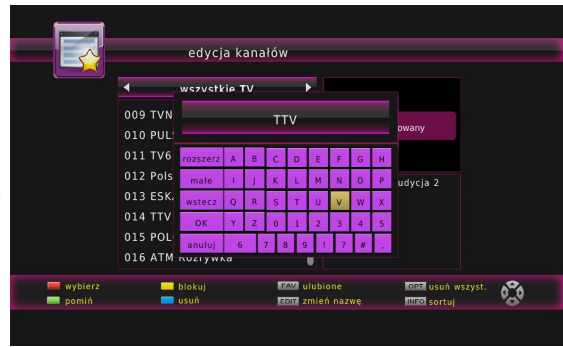 edycja kanałów
wszystkie TV
009 TVN
010 PULS
owany
TTV
011 TV6
012 Pols
udycja 2
013 ESKA
014 TTV
015 POL
016 ATM Rozrywka
rozszerz A B C D E F G H
małe I J K L M N O P
wstecz Q R S T U V W X
OK Y Z 0 1 2 3 4 5
anuluj 6 7 8 9 ! ? # .
wybierz blokuj FAV ulubione OPT usuń wszyst.
pomiń usuń EDIT zmień nazwę INFO sortuj